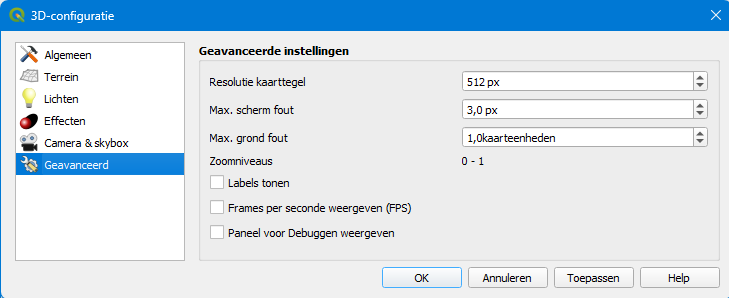 3D-configuratie
Algemeen
Terrein
Lichten
Effecten
Camera & skybox
Geavanceerd
Geavanceerde instellingen
Resolutie kaarttegel 512 px
Max. scherm fout 3,0 px
Max. grond fout 1,0kaarteenheden
Zoomniveaus 0 - 1
Labels tonen
Frames per seconde weergeven (FPS)
Paneel voor Debuggen weergeven
OK Annuleren Toepassen Help